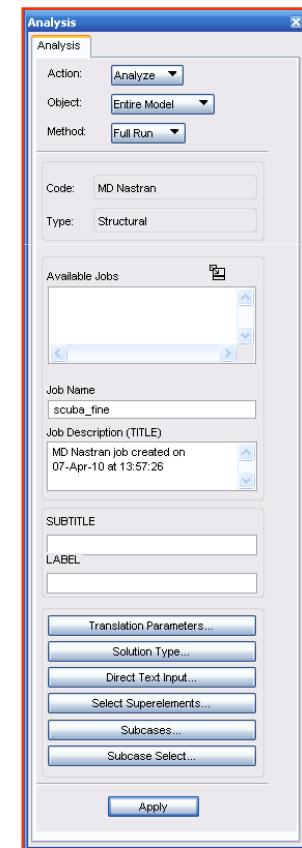 Analysis
Analysis
Action: Analyze
Object: Entire Model
Method: Full Run
Code: MD Nastran
Type: Structural
Available Jobs
Job Name
scuba_fine
Job Description (TITLE)
MD Nastran job created on
07-Apr-10 at 13:57:26
SUBTITLE
LABEL
Translation Parameters...
Solution Type...
Direct Text Input...
Select Superelements...
Subcases...
Subcase Select...
Apply